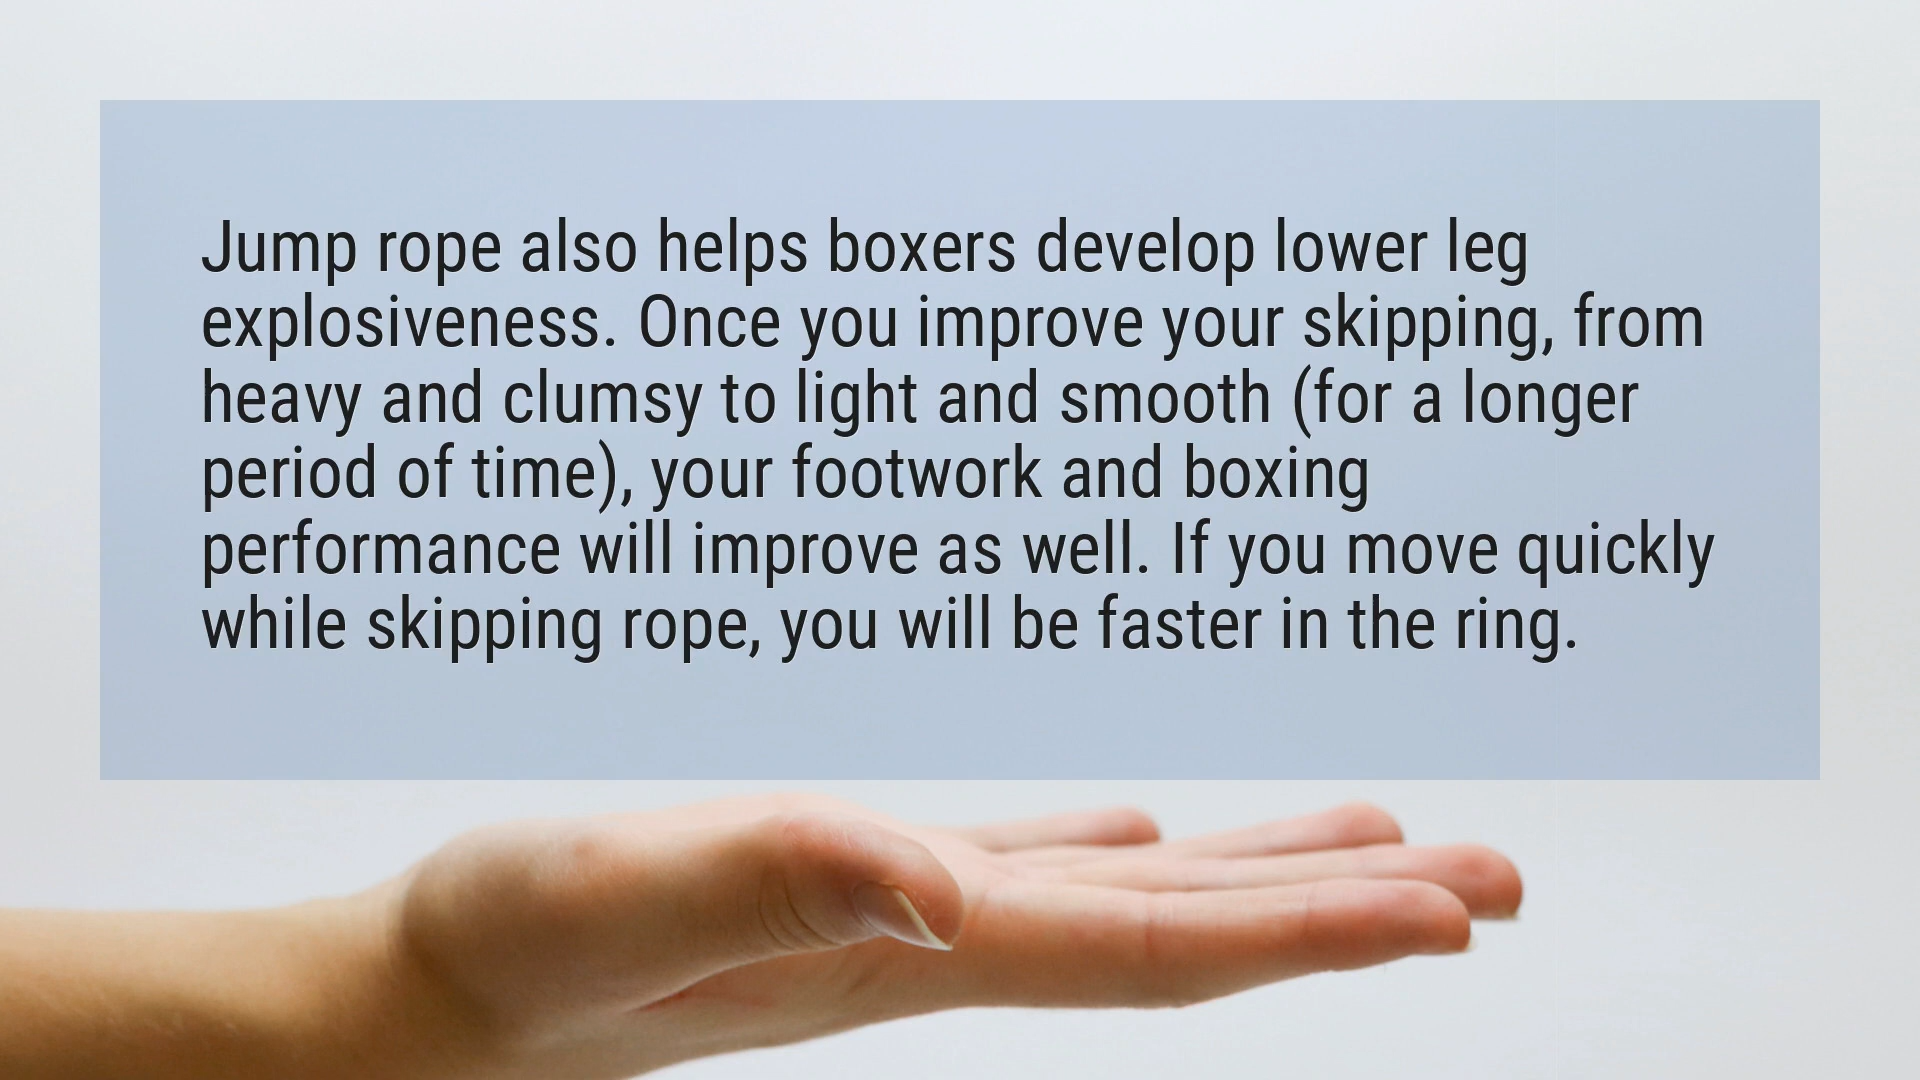 Jump rope also helps boxers develop lower leg
explosiveness. Once you improve your skipping, from
heavy and clumsy to light and smooth (for a longer
period of time), your footwork and boxing
performance will improve as well. If you move quickly
while skipping rope, you will be faster in the ring.